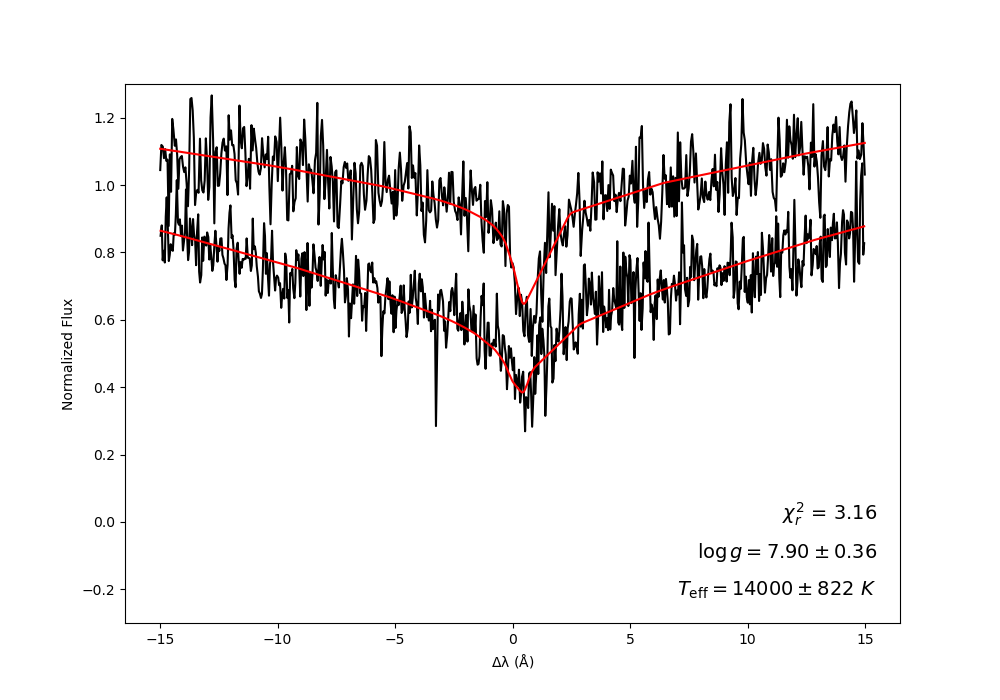 1.2
1.0
0.8
0.6
0.4
0.2
0.0
−0.2
Normalized Flux
χ²ᵣ = 3.16
log g = 7.90 ± 0.36
T_eff = 14000 ± 822 K
−15 −10 −5 0 5 10 15
Δλ (Å)